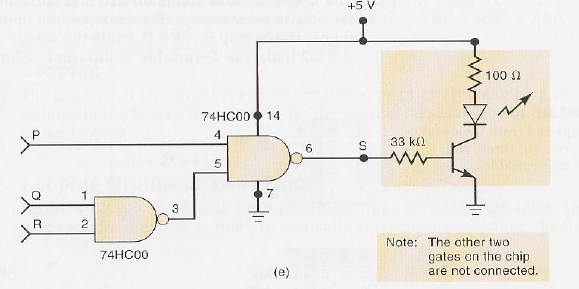 +5 V
100 Ω
74HC00
14
P
4
6
S
33 kΩ
5
7
Q
1
3
R
2
74HC00
(e)
Note: The other two
gates on the chip
are not connected.